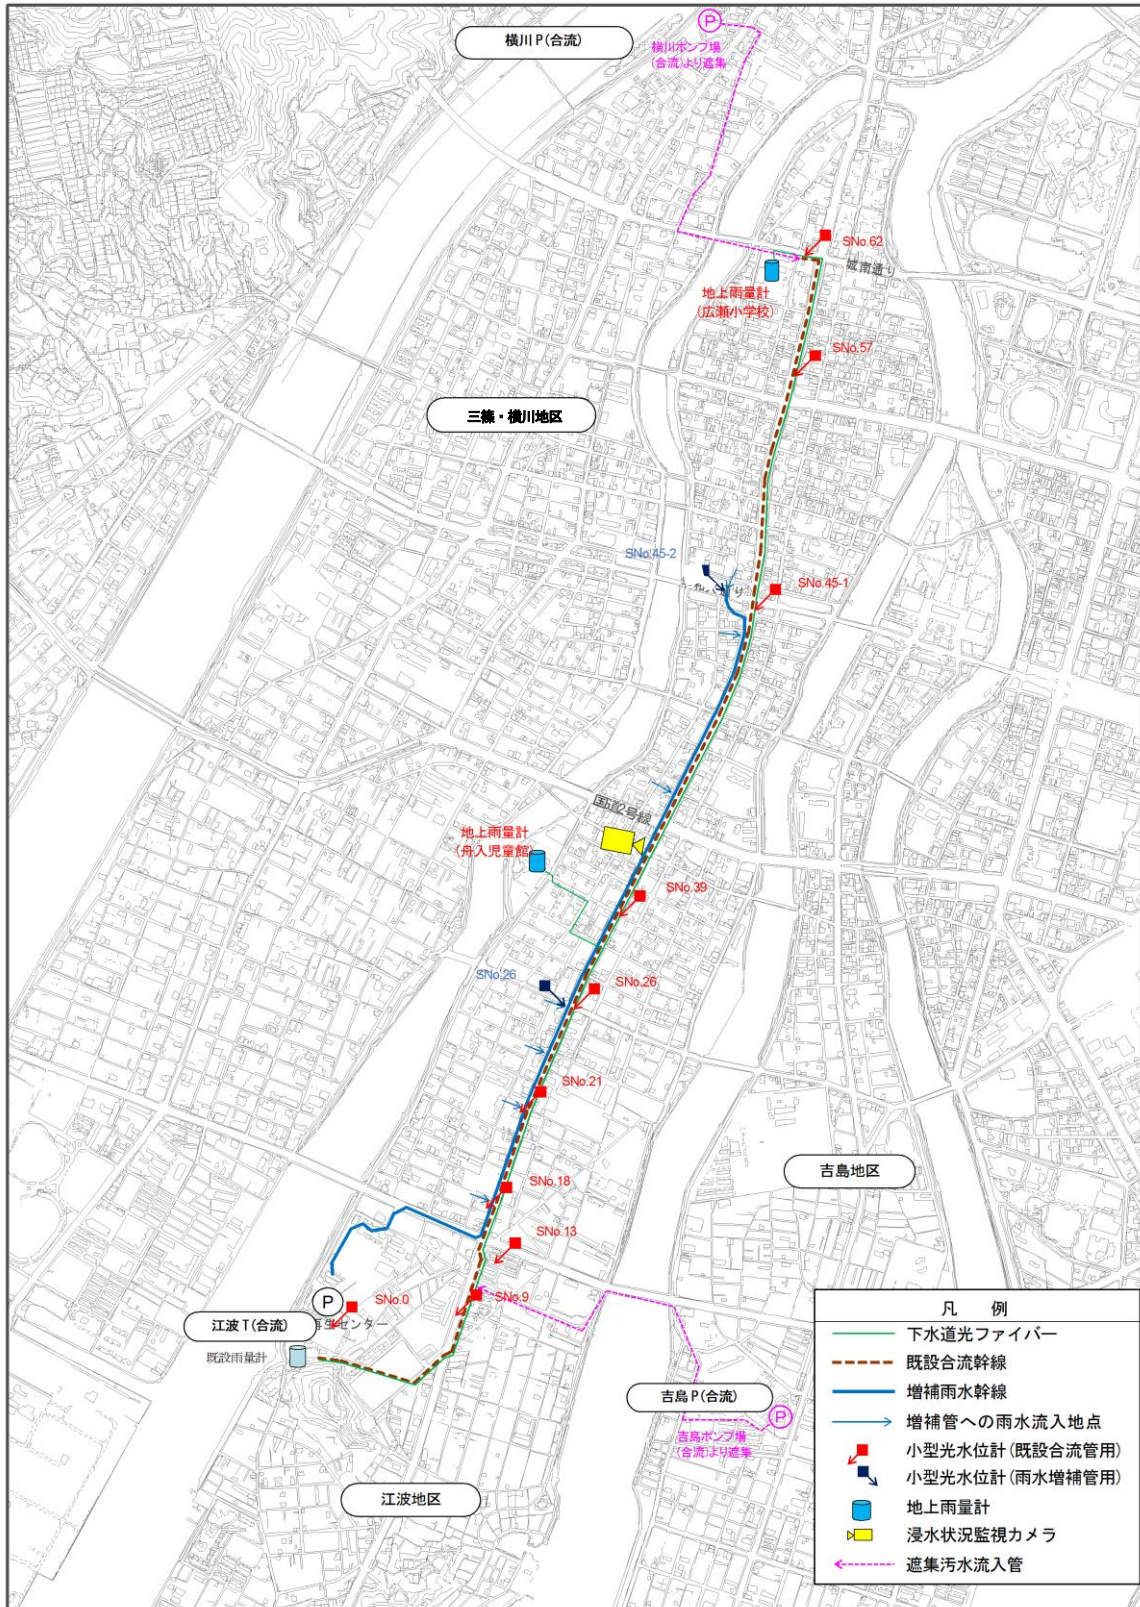 横川P(合流)
P
横川ポンプ場
(合流)より遮集
SNo.62
城南通り
地上雨量計
(広瀬小学校)
SNo.57
三篠・横川地区
SNo.45-2
SNo.45-1
国道2号線
地上雨量計
(舟入児童館)
SNo.39
SNo.26
SNo.26
SNo.21
吉島地区
SNo.18
SNo.13
SNo.9
P
SNo.0
江波T(合流)
再生センター
既設雨量計
吉島P(合流)
P
吉島ポンプ場
(合流)より遮集
江波地区
凡 例
下水道光ファイバー
既設合流幹線
増補雨水幹線
増補管への雨水流入地点
小型光水位計(既設合流管用)
小型光水位計(雨水増補管用)
地上雨量計
浸水状況監視カメラ
遮集汚水流入管